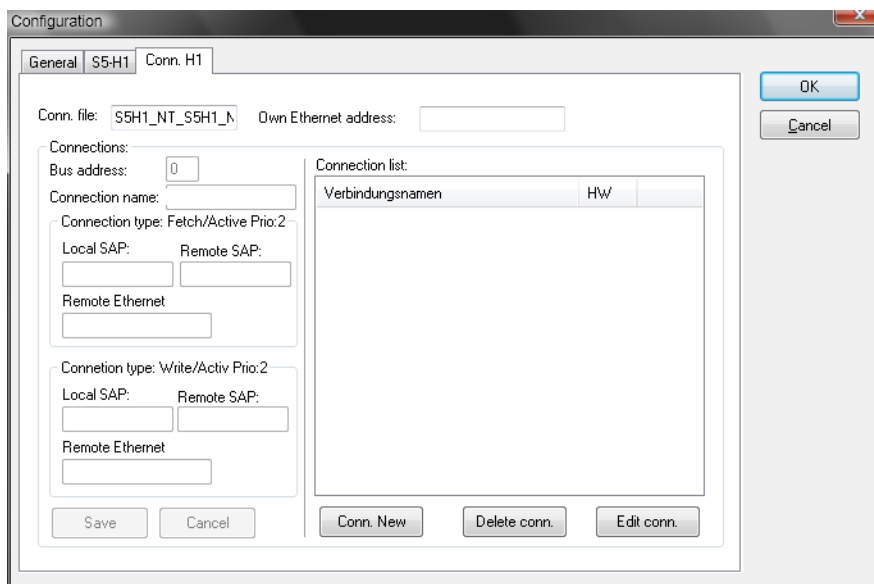 Configuration
General S5-H1 Conn. H1
OK
Cancel
Conn. file: S5H1_NT_S5H1_N Own Ethernet address:
Connections:
Bus address: 0
Connection name:
Connection type: Fetch/Active Prio:2
Local SAP: Remote SAP:
Remote Ethernet
Connetion type: Write/Activ Prio:2
Local SAP: Remote SAP:
Remote Ethernet
Save Cancel
Connection list:
Verbindungsnamen HW
Conn. New Delete conn. Edit conn.